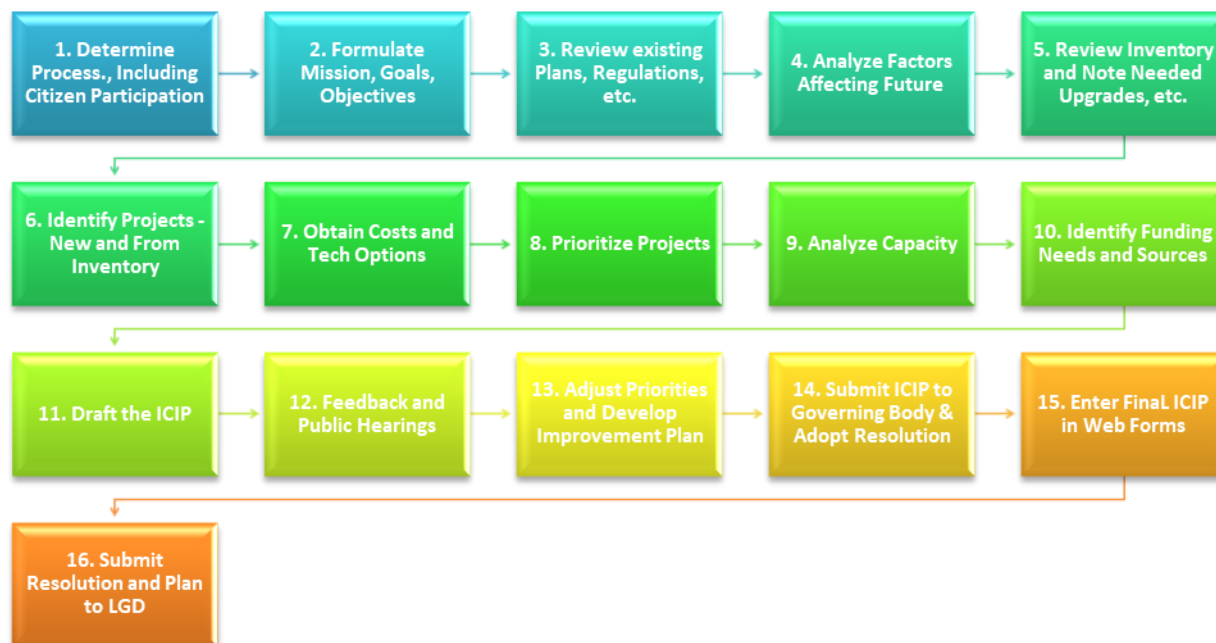 1. Determine
Process., Including
Citizen Participation
2. Formulate
Mission, Goals,
Objectives
3. Review existing
Plans, Regulations,
etc.
4. Analyze Factors
Affecting Future
5. Review Inventory
and Note Needed
Upgrades, etc.
6. Identify Projects -
New and From
Inventory
7. Obtain Costs and
Tech Options
8. Prioritize Projects
9. Analyze Capacity
10. Identify Funding
Needs and Sources
11. Draft the ICIP
12. Feedback and
Public Hearings
13. Adjust Priorities
and Develop
Improvement Plan
14. Submit ICIP to
Governing Body &
Adopt Resolution
15. Enter FinaL ICIP
in Web Forms
16. Submit
Resolution and Plan
to LGD